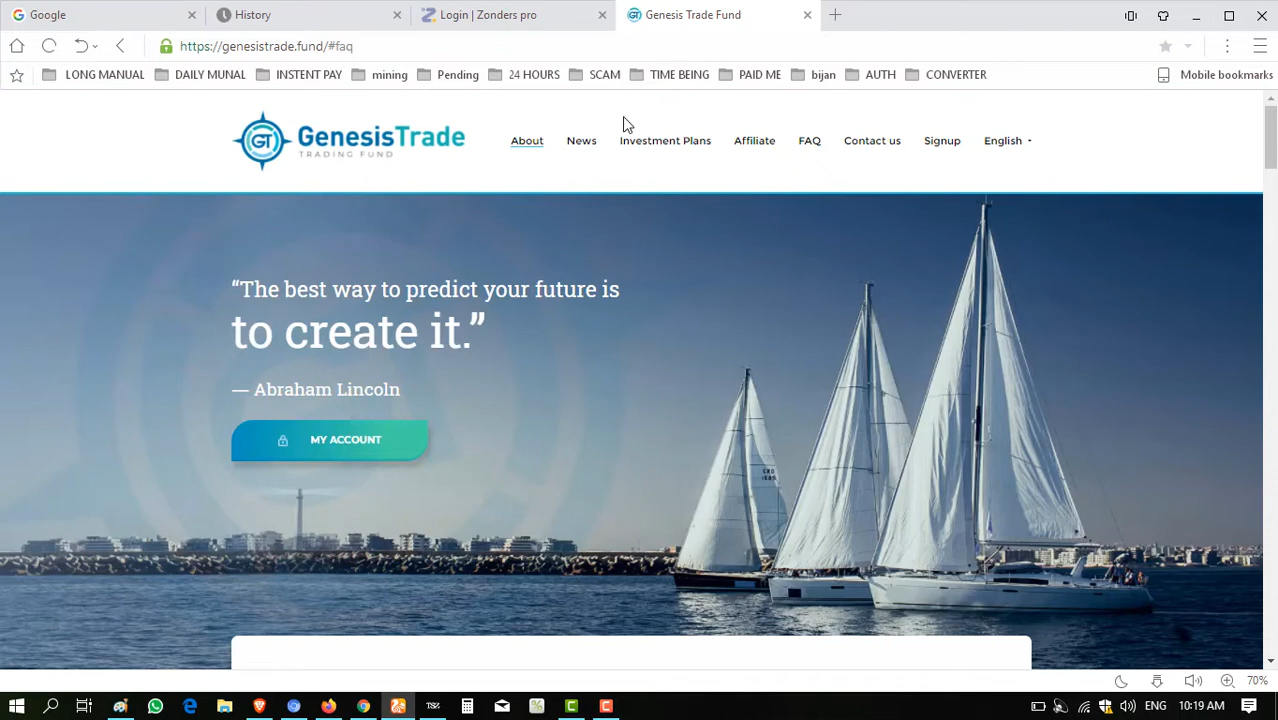 Google
History
Login | Zonders pro
Genesis Trade Fund
https://genesistrade.fund/#faq
LONG MANUAL
DAILY MUNAL
INSTENT PAY
mining
Pending
24 HOURS
SCAM
TIME BEING
PAID ME
bijan
AUTH
CONVERTER
Mobile bookmarks
GT
GenesisTrade
TRADING FUND
About
News
Investment Plans
Affiliate
FAQ
Contact us
Signup
English
“The best way to predict your future is
to create it.”
— Abraham Lincoln
MY ACCOUNT
70%
ENG
10:19 AM